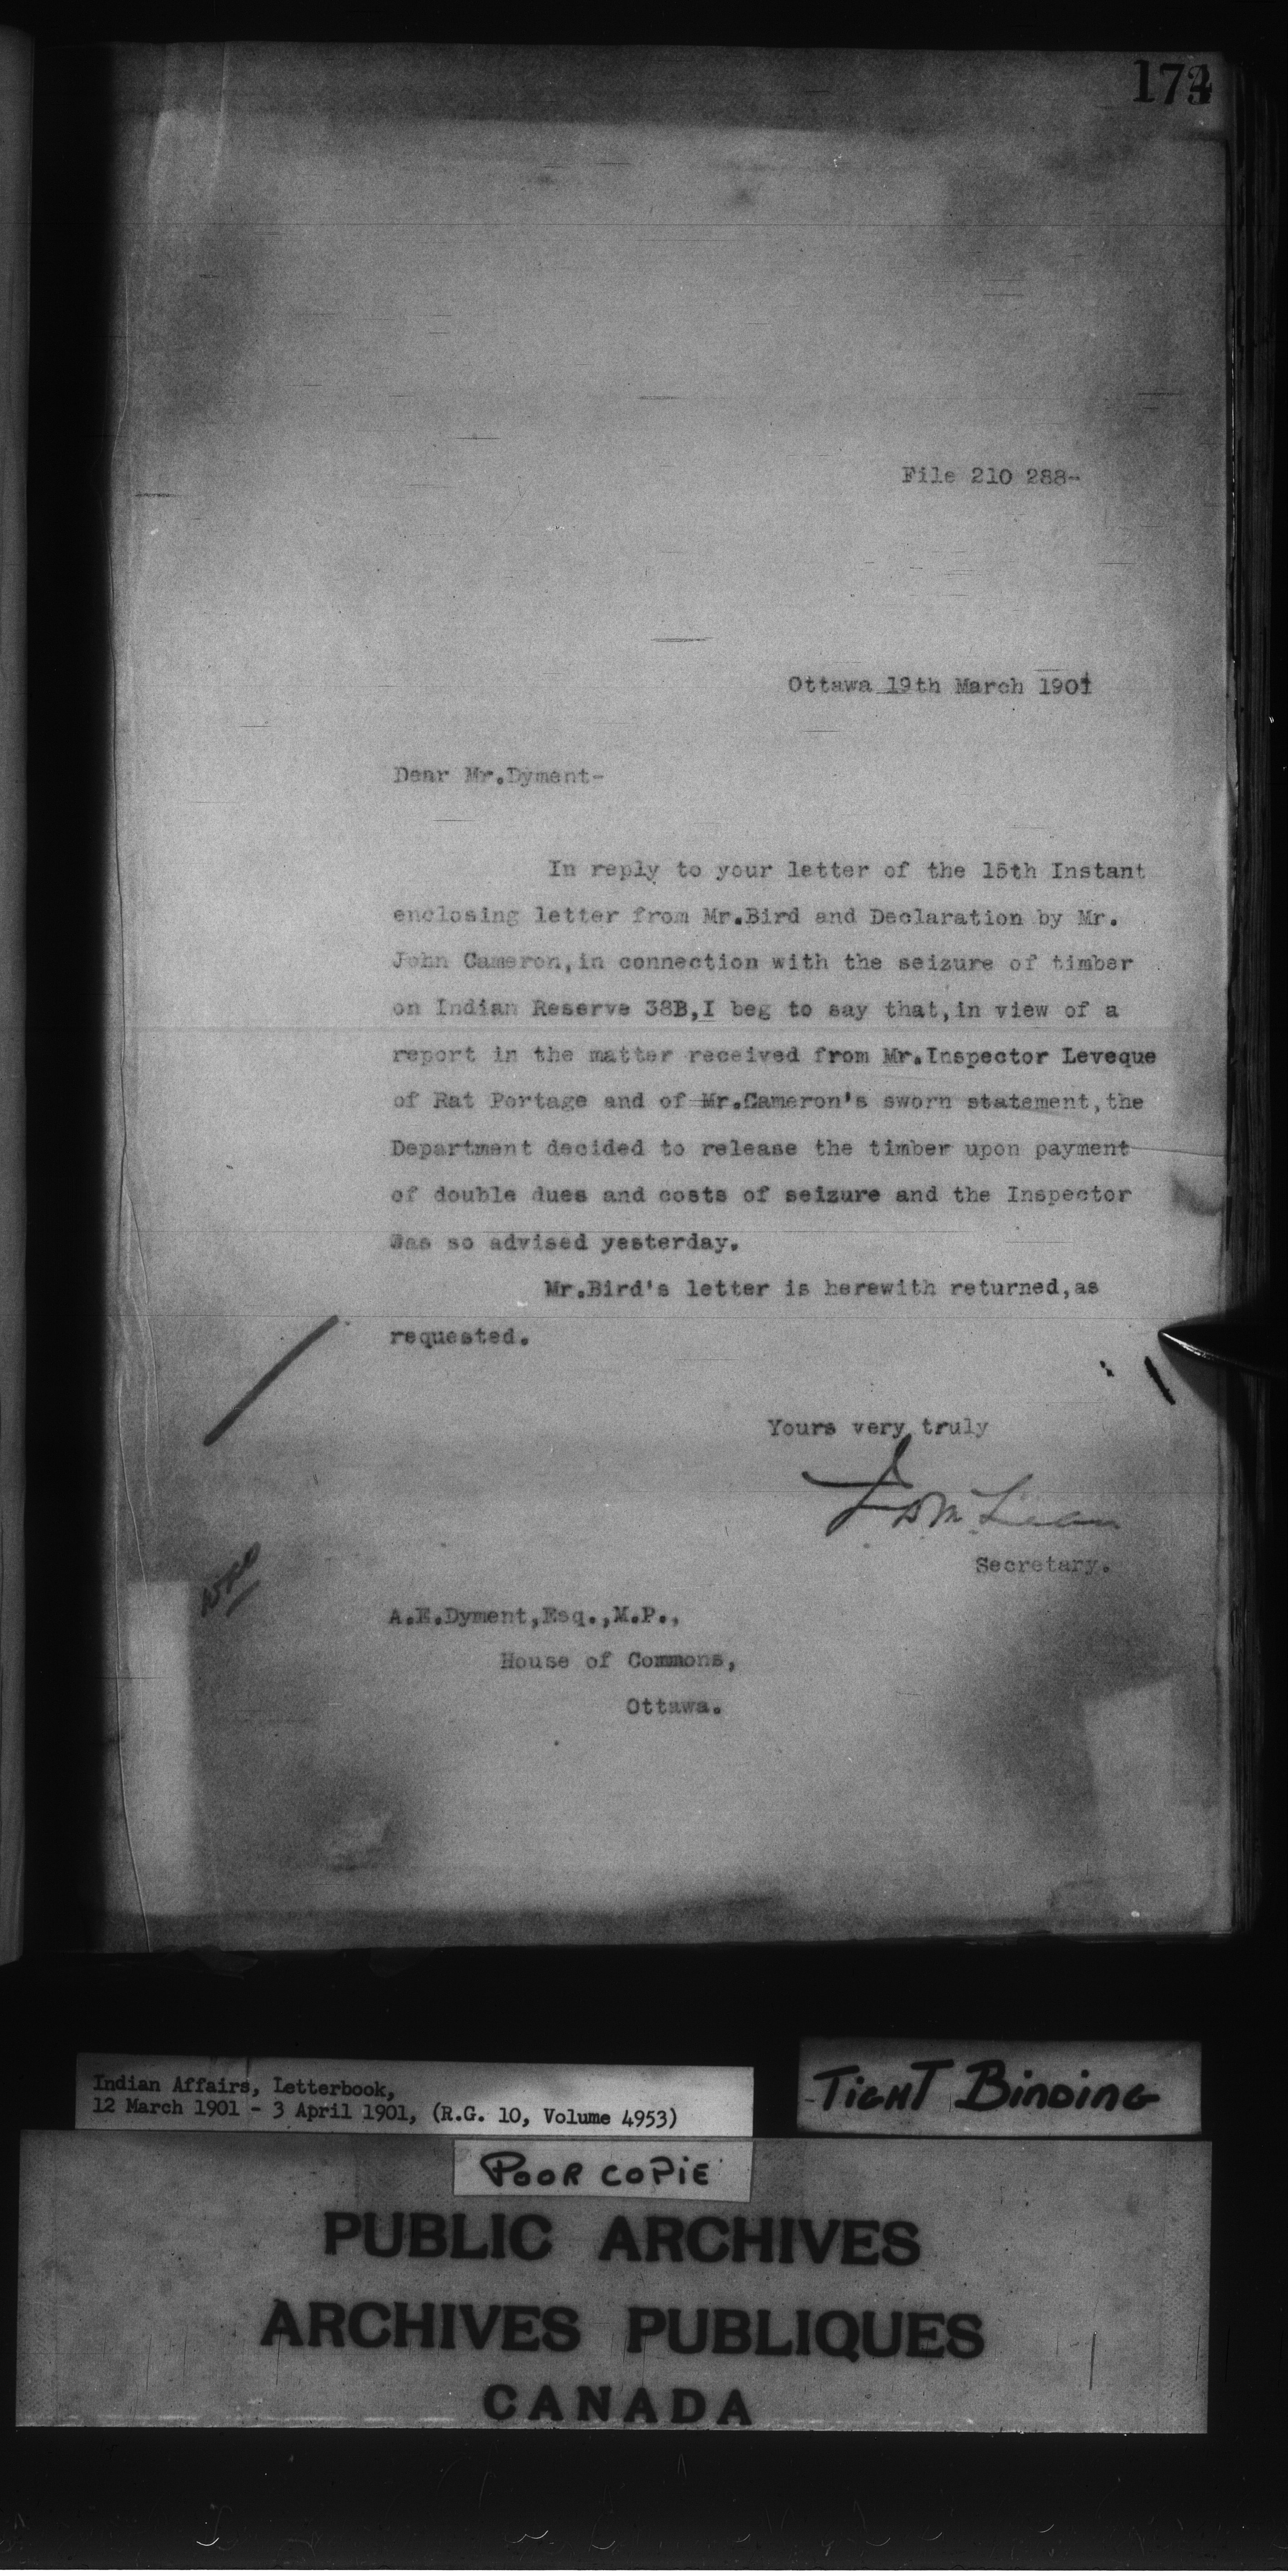 File 210 288-
Ottawa 19th March 1901
Dear Mr.Dyment-
In reply to your letter of the 15th Instant
enclosing letter from Mr.Bird and Declaration by Mr.
John Cameron,in connection with the seizure of timber
on Indian Reserve 38B,I beg to say that,in view of a
report in the matter received from Mr.Inspector Leveque
of Rat Portage and of Mr.Cameron's sworn statement,the
Department decided to release the timber upon payment
of double dues and costs of seizure and the Inspector
was so advised yesterday.
Mr.Bird's letter is herewith returned,as
requested.
Yours very truly
J D McLean
Secretary.
A.E.Dyment,Esq.,M.P.,
House of Commons,
Ottawa.
Indian Affairs, Letterbook,
12 March 1901 - 3 April 1901, (R.G. 10, Volume 4953)
TIGHT BINDING
POOR COPIE
PUBLIC ARCHIVES
ARCHIVES PUBLIQUES
CANADA